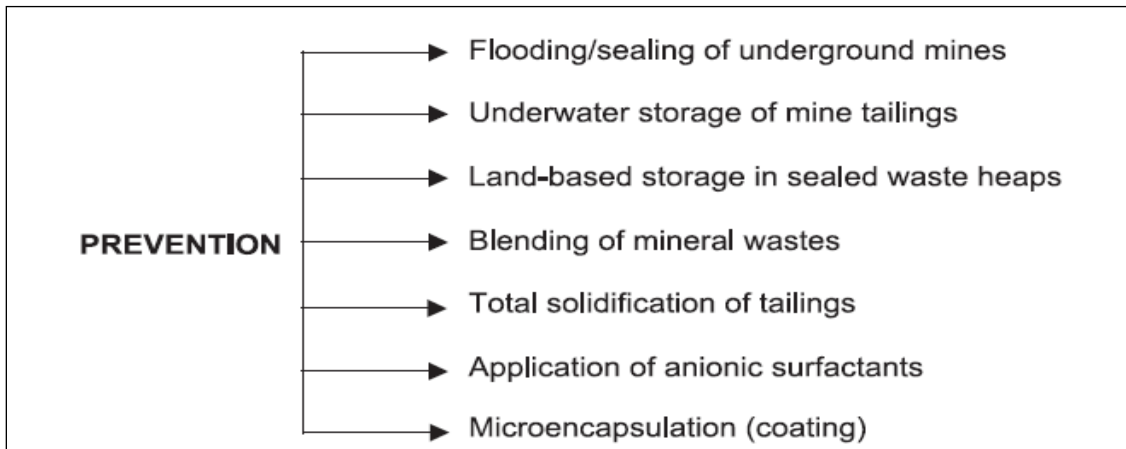 Flooding/sealing of underground mines
Underwater storage of mine tailings
Land-based storage in sealed waste heaps
PREVENTION
Blending of mineral wastes
Total solidification of tailings
Application of anionic surfactants
Microencapsulation (coating)